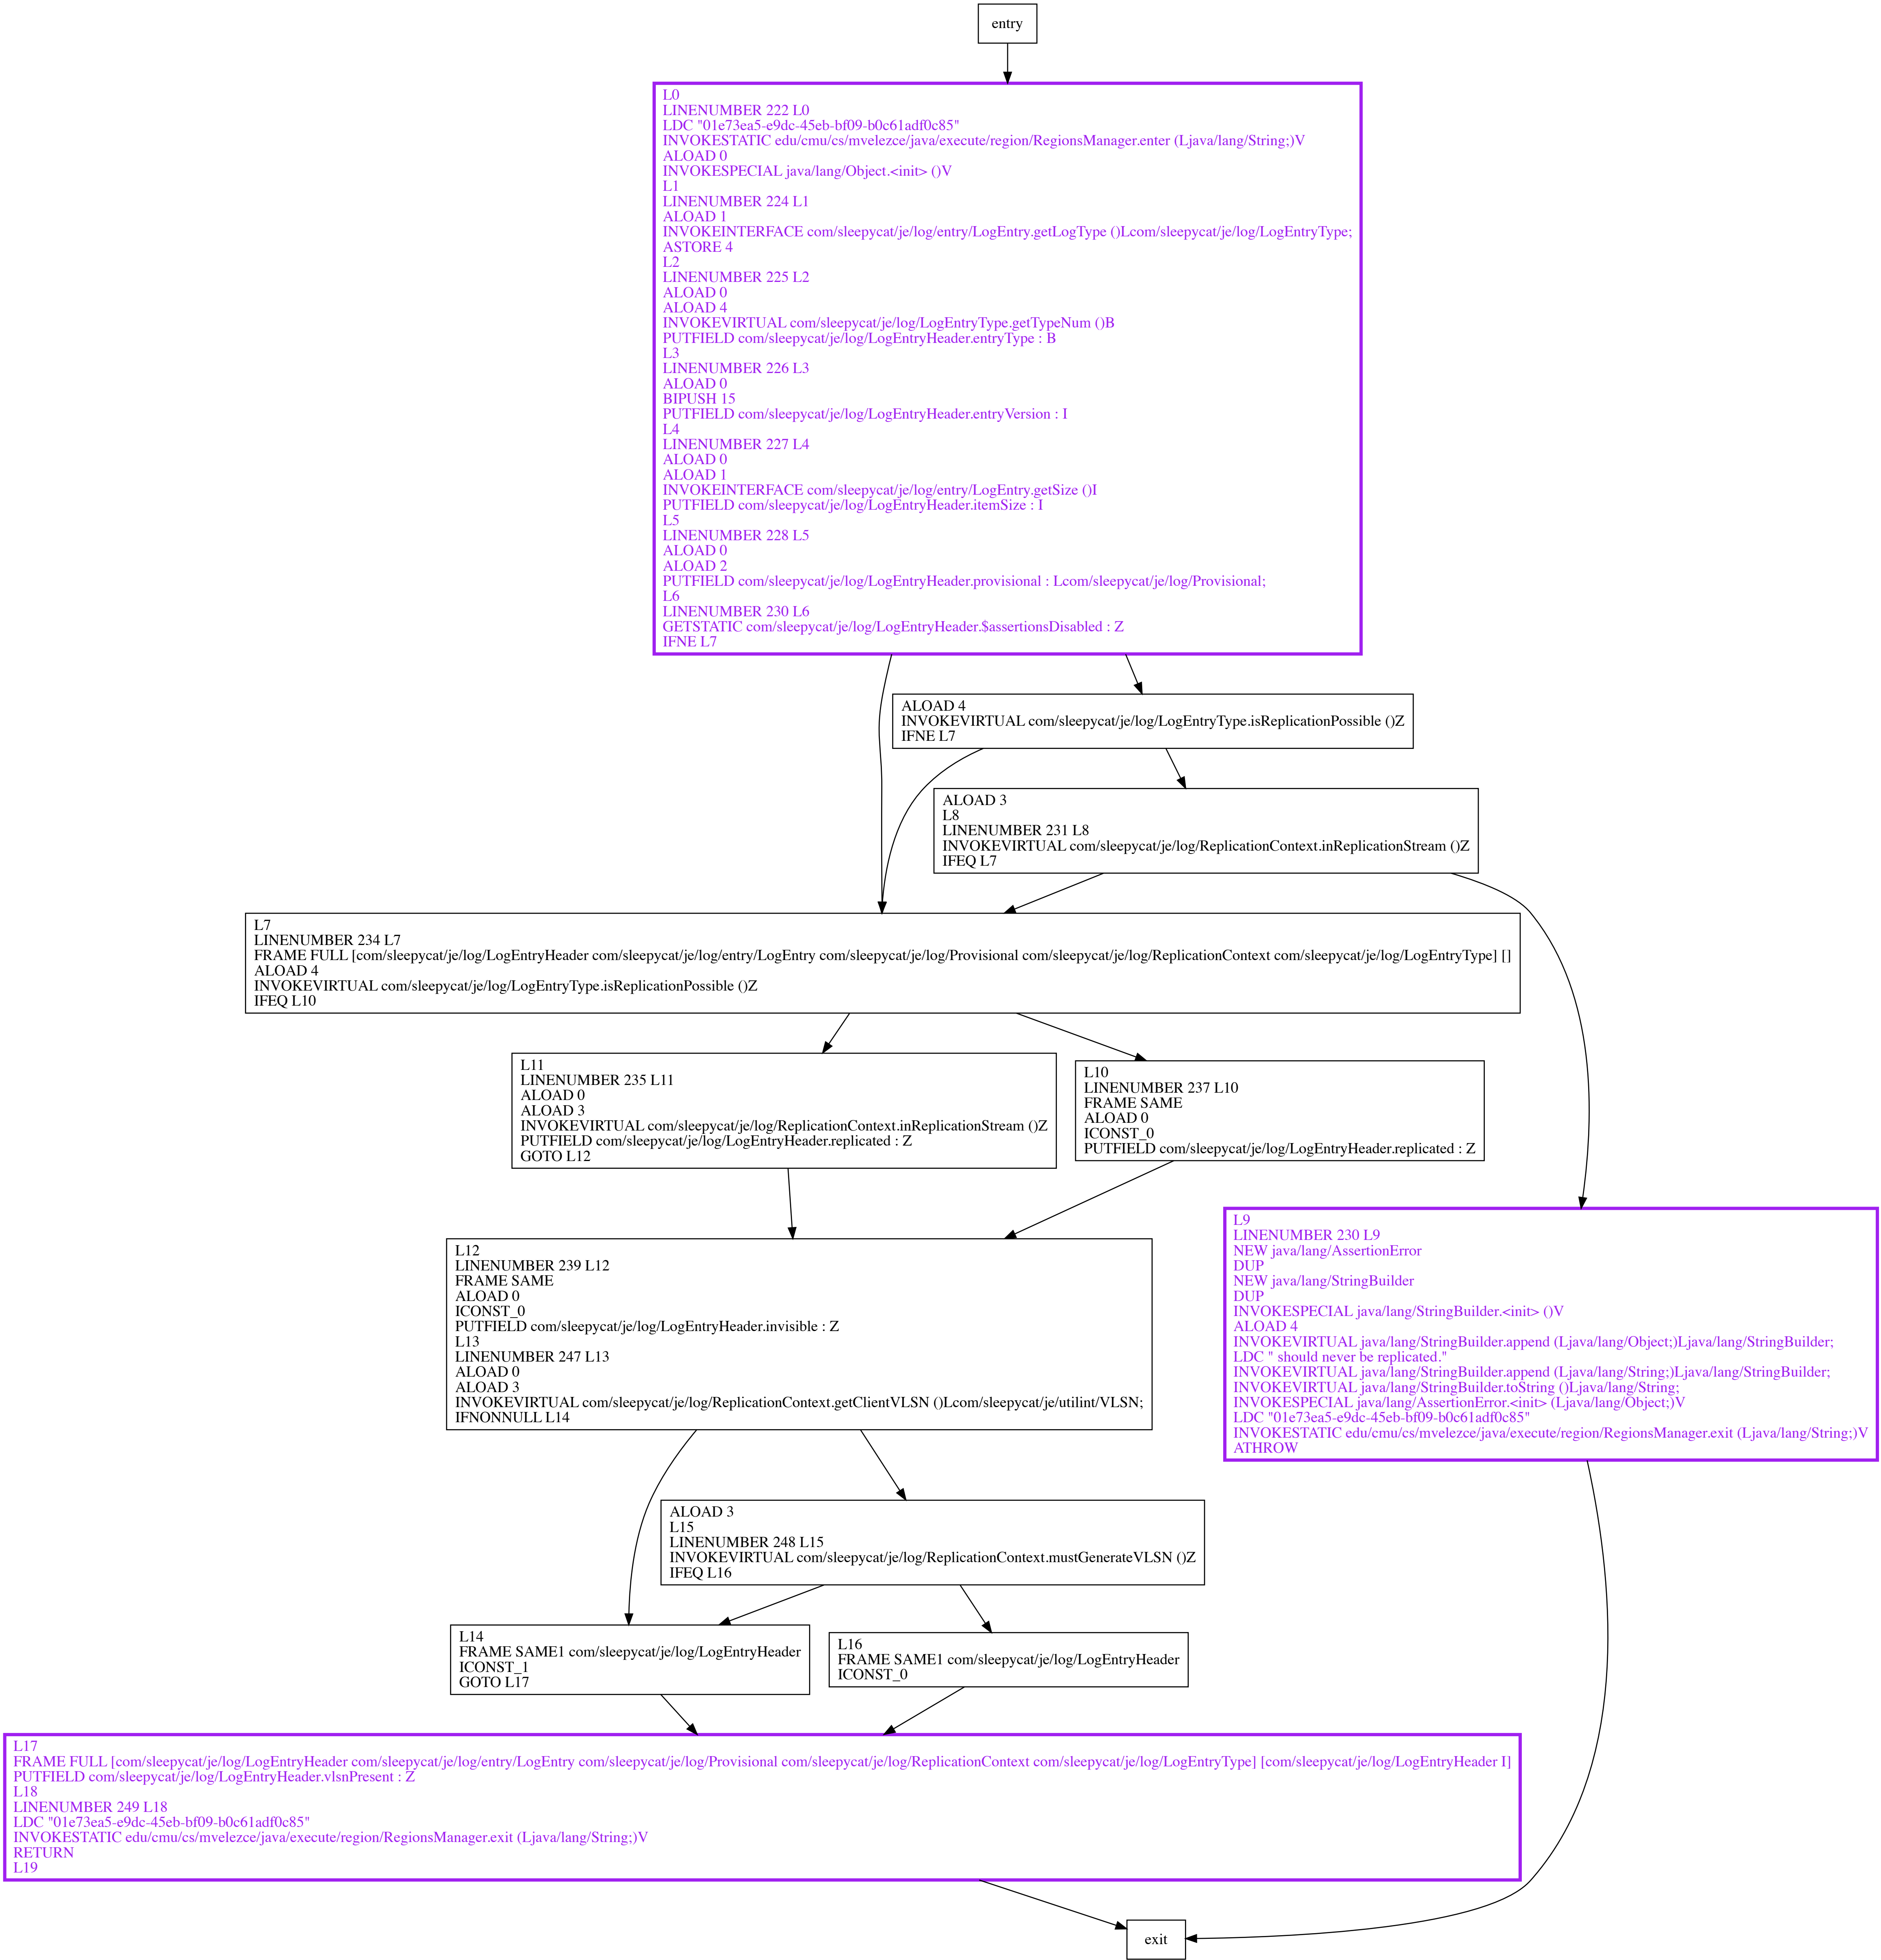 entry
L0
LINENUMBER 222 L0
LDC "01e73ea5-e9dc-45eb-bf09-b0c61adf0c85"
INVOKESTATIC edu/cmu/cs/mvelezce/java/execute/region/RegionsManager.enter (Ljava/lang/String;)V
ALOAD 0
INVOKESPECIAL java/lang/Object.<init> ()V
L1
LINENUMBER 224 L1
ALOAD 1
INVOKEINTERFACE com/sleepycat/je/log/entry/LogEntry.getLogType ()Lcom/sleepycat/je/log/LogEntryType;
ASTORE 4
L2
LINENUMBER 225 L2
ALOAD 0
ALOAD 4
INVOKEVIRTUAL com/sleepycat/je/log/LogEntryType.getTypeNum ()B
PUTFIELD com/sleepycat/je/log/LogEntryHeader.entryType : B
L3
LINENUMBER 226 L3
ALOAD 0
BIPUSH 15
PUTFIELD com/sleepycat/je/log/LogEntryHeader.entryVersion : I
L4
LINENUMBER 227 L4
ALOAD 0
ALOAD 1
INVOKEINTERFACE com/sleepycat/je/log/entry/LogEntry.getSize ()I
PUTFIELD com/sleepycat/je/log/LogEntryHeader.itemSize : I
L5
LINENUMBER 228 L5
ALOAD 0
ALOAD 2
PUTFIELD com/sleepycat/je/log/LogEntryHeader.provisional : Lcom/sleepycat/je/log/Provisional;
L6
LINENUMBER 230 L6
GETSTATIC com/sleepycat/je/log/LogEntryHeader.$assertionsDisabled : Z
IFNE L7
ALOAD 4
INVOKEVIRTUAL com/sleepycat/je/log/LogEntryType.isReplicationPossible ()Z
IFNE L7
ALOAD 3
L8
LINENUMBER 231 L8
INVOKEVIRTUAL com/sleepycat/je/log/ReplicationContext.inReplicationStream ()Z
IFEQ L7
L7
LINENUMBER 234 L7
FRAME FULL [com/sleepycat/je/log/LogEntryHeader com/sleepycat/je/log/entry/LogEntry com/sleepycat/je/log/Provisional com/sleepycat/je/log/ReplicationContext com/sleepycat/je/log/LogEntryType] []
ALOAD 4
INVOKEVIRTUAL com/sleepycat/je/log/LogEntryType.isReplicationPossible ()Z
IFEQ L10
L11
LINENUMBER 235 L11
ALOAD 0
ALOAD 3
INVOKEVIRTUAL com/sleepycat/je/log/ReplicationContext.inReplicationStream ()Z
PUTFIELD com/sleepycat/je/log/LogEntryHeader.replicated : Z
GOTO L12
L10
LINENUMBER 237 L10
FRAME SAME
ALOAD 0
ICONST_0
PUTFIELD com/sleepycat/je/log/LogEntryHeader.replicated : Z
L9
LINENUMBER 230 L9
NEW java/lang/AssertionError
DUP
NEW java/lang/StringBuilder
DUP
INVOKESPECIAL java/lang/StringBuilder.<init> ()V
ALOAD 4
INVOKEVIRTUAL java/lang/StringBuilder.append (Ljava/lang/Object;)Ljava/lang/StringBuilder;
LDC " should never be replicated."
INVOKEVIRTUAL java/lang/StringBuilder.append (Ljava/lang/String;)Ljava/lang/StringBuilder;
INVOKEVIRTUAL java/lang/StringBuilder.toString ()Ljava/lang/String;
INVOKESPECIAL java/lang/AssertionError.<init> (Ljava/lang/Object;)V
LDC "01e73ea5-e9dc-45eb-bf09-b0c61adf0c85"
INVOKESTATIC edu/cmu/cs/mvelezce/java/execute/region/RegionsManager.exit (Ljava/lang/String;)V
ATHROW
L12
LINENUMBER 239 L12
FRAME SAME
ALOAD 0
ICONST_0
PUTFIELD com/sleepycat/je/log/LogEntryHeader.invisible : Z
L13
LINENUMBER 247 L13
ALOAD 0
ALOAD 3
INVOKEVIRTUAL com/sleepycat/je/log/ReplicationContext.getClientVLSN ()Lcom/sleepycat/je/utilint/VLSN;
IFNONNULL L14
ALOAD 3
L15
LINENUMBER 248 L15
INVOKEVIRTUAL com/sleepycat/je/log/ReplicationContext.mustGenerateVLSN ()Z
IFEQ L16
L14
FRAME SAME1 com/sleepycat/je/log/LogEntryHeader
ICONST_1
GOTO L17
L16
FRAME SAME1 com/sleepycat/je/log/LogEntryHeader
ICONST_0
L17
FRAME FULL [com/sleepycat/je/log/LogEntryHeader com/sleepycat/je/log/entry/LogEntry com/sleepycat/je/log/Provisional com/sleepycat/je/log/ReplicationContext com/sleepycat/je/log/LogEntryType] [com/sleepycat/je/log/LogEntryHeader I]
PUTFIELD com/sleepycat/je/log/LogEntryHeader.vlsnPresent : Z
L18
LINENUMBER 249 L18
LDC "01e73ea5-e9dc-45eb-bf09-b0c61adf0c85"
INVOKESTATIC edu/cmu/cs/mvelezce/java/execute/region/RegionsManager.exit (Ljava/lang/String;)V
RETURN
L19
exit